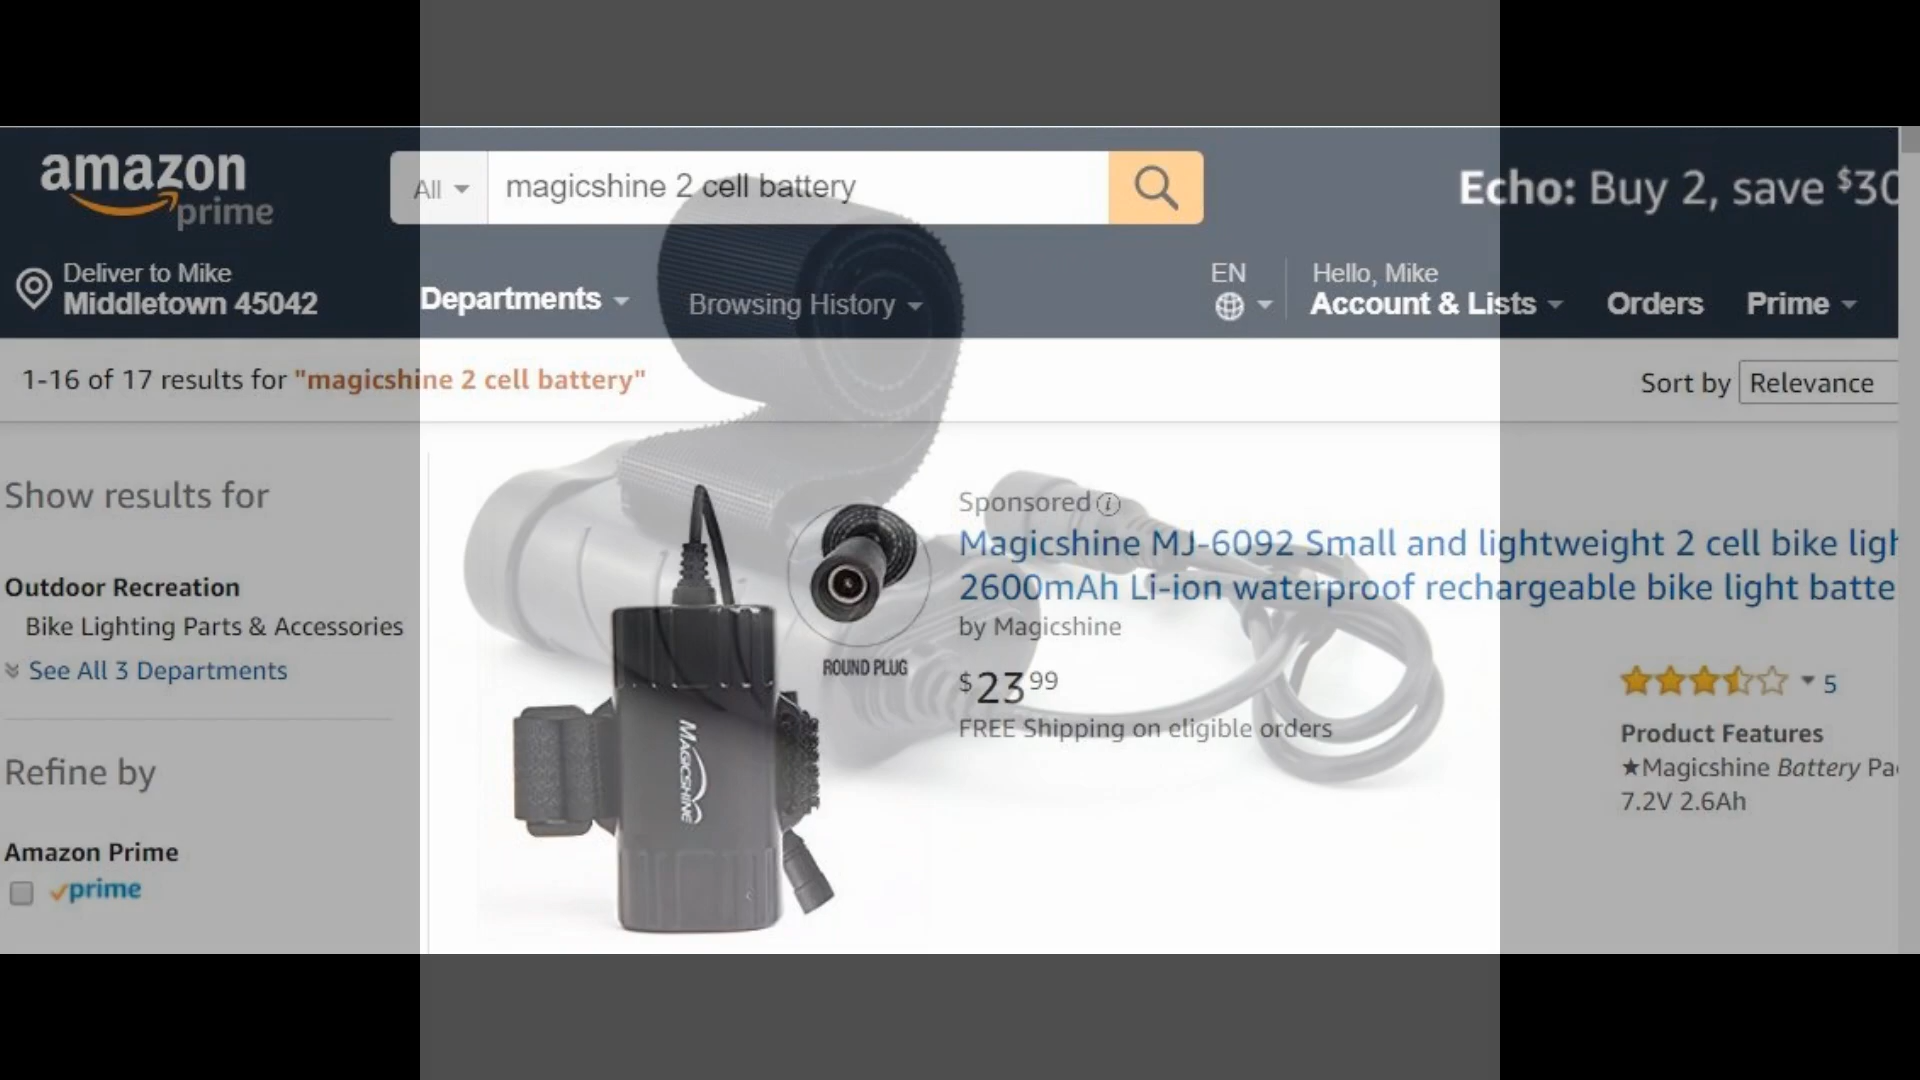 amazon
prime
All
magicshine 2 cell battery
Echo: Buy 2, save $30
Deliver to Mike
Middletown 45042
Departments
Browsing History
EN
Hello, Mike
Account & Lists
Orders
Prime
1-16 of 17 results for "magicshine 2 cell battery"
Sort by Relevance
Show results for
Outdoor Recreation
Bike Lighting Parts & Accessories
See All 3 Departments
Refine by
Amazon Prime
prime
MAGICSHINE
ROUND PLUG
Sponsored
Magicshine MJ-6092 Small and lightweight 2 cell bike ligh
2600mAh Li-ion waterproof rechargeable bike light batte
by Magicshine
$23 99
FREE Shipping on eligible orders
5
Product Features
★Magicshine Battery Pa
7.2V 2.6Ah